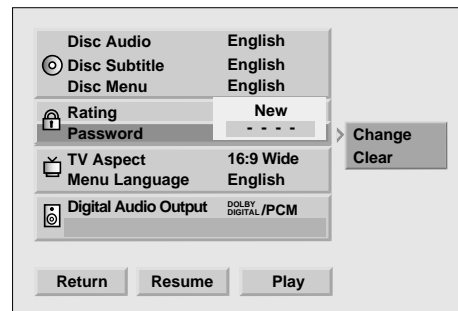 Disc Audio English
Disc Subtitle English
Disc Menu English
Rating New
Password - - - -
Change
Clear
TV Aspect 16:9 Wide
Menu Language English
Digital Audio Output DOLBY DIGITAL /PCM
Return Resume Play